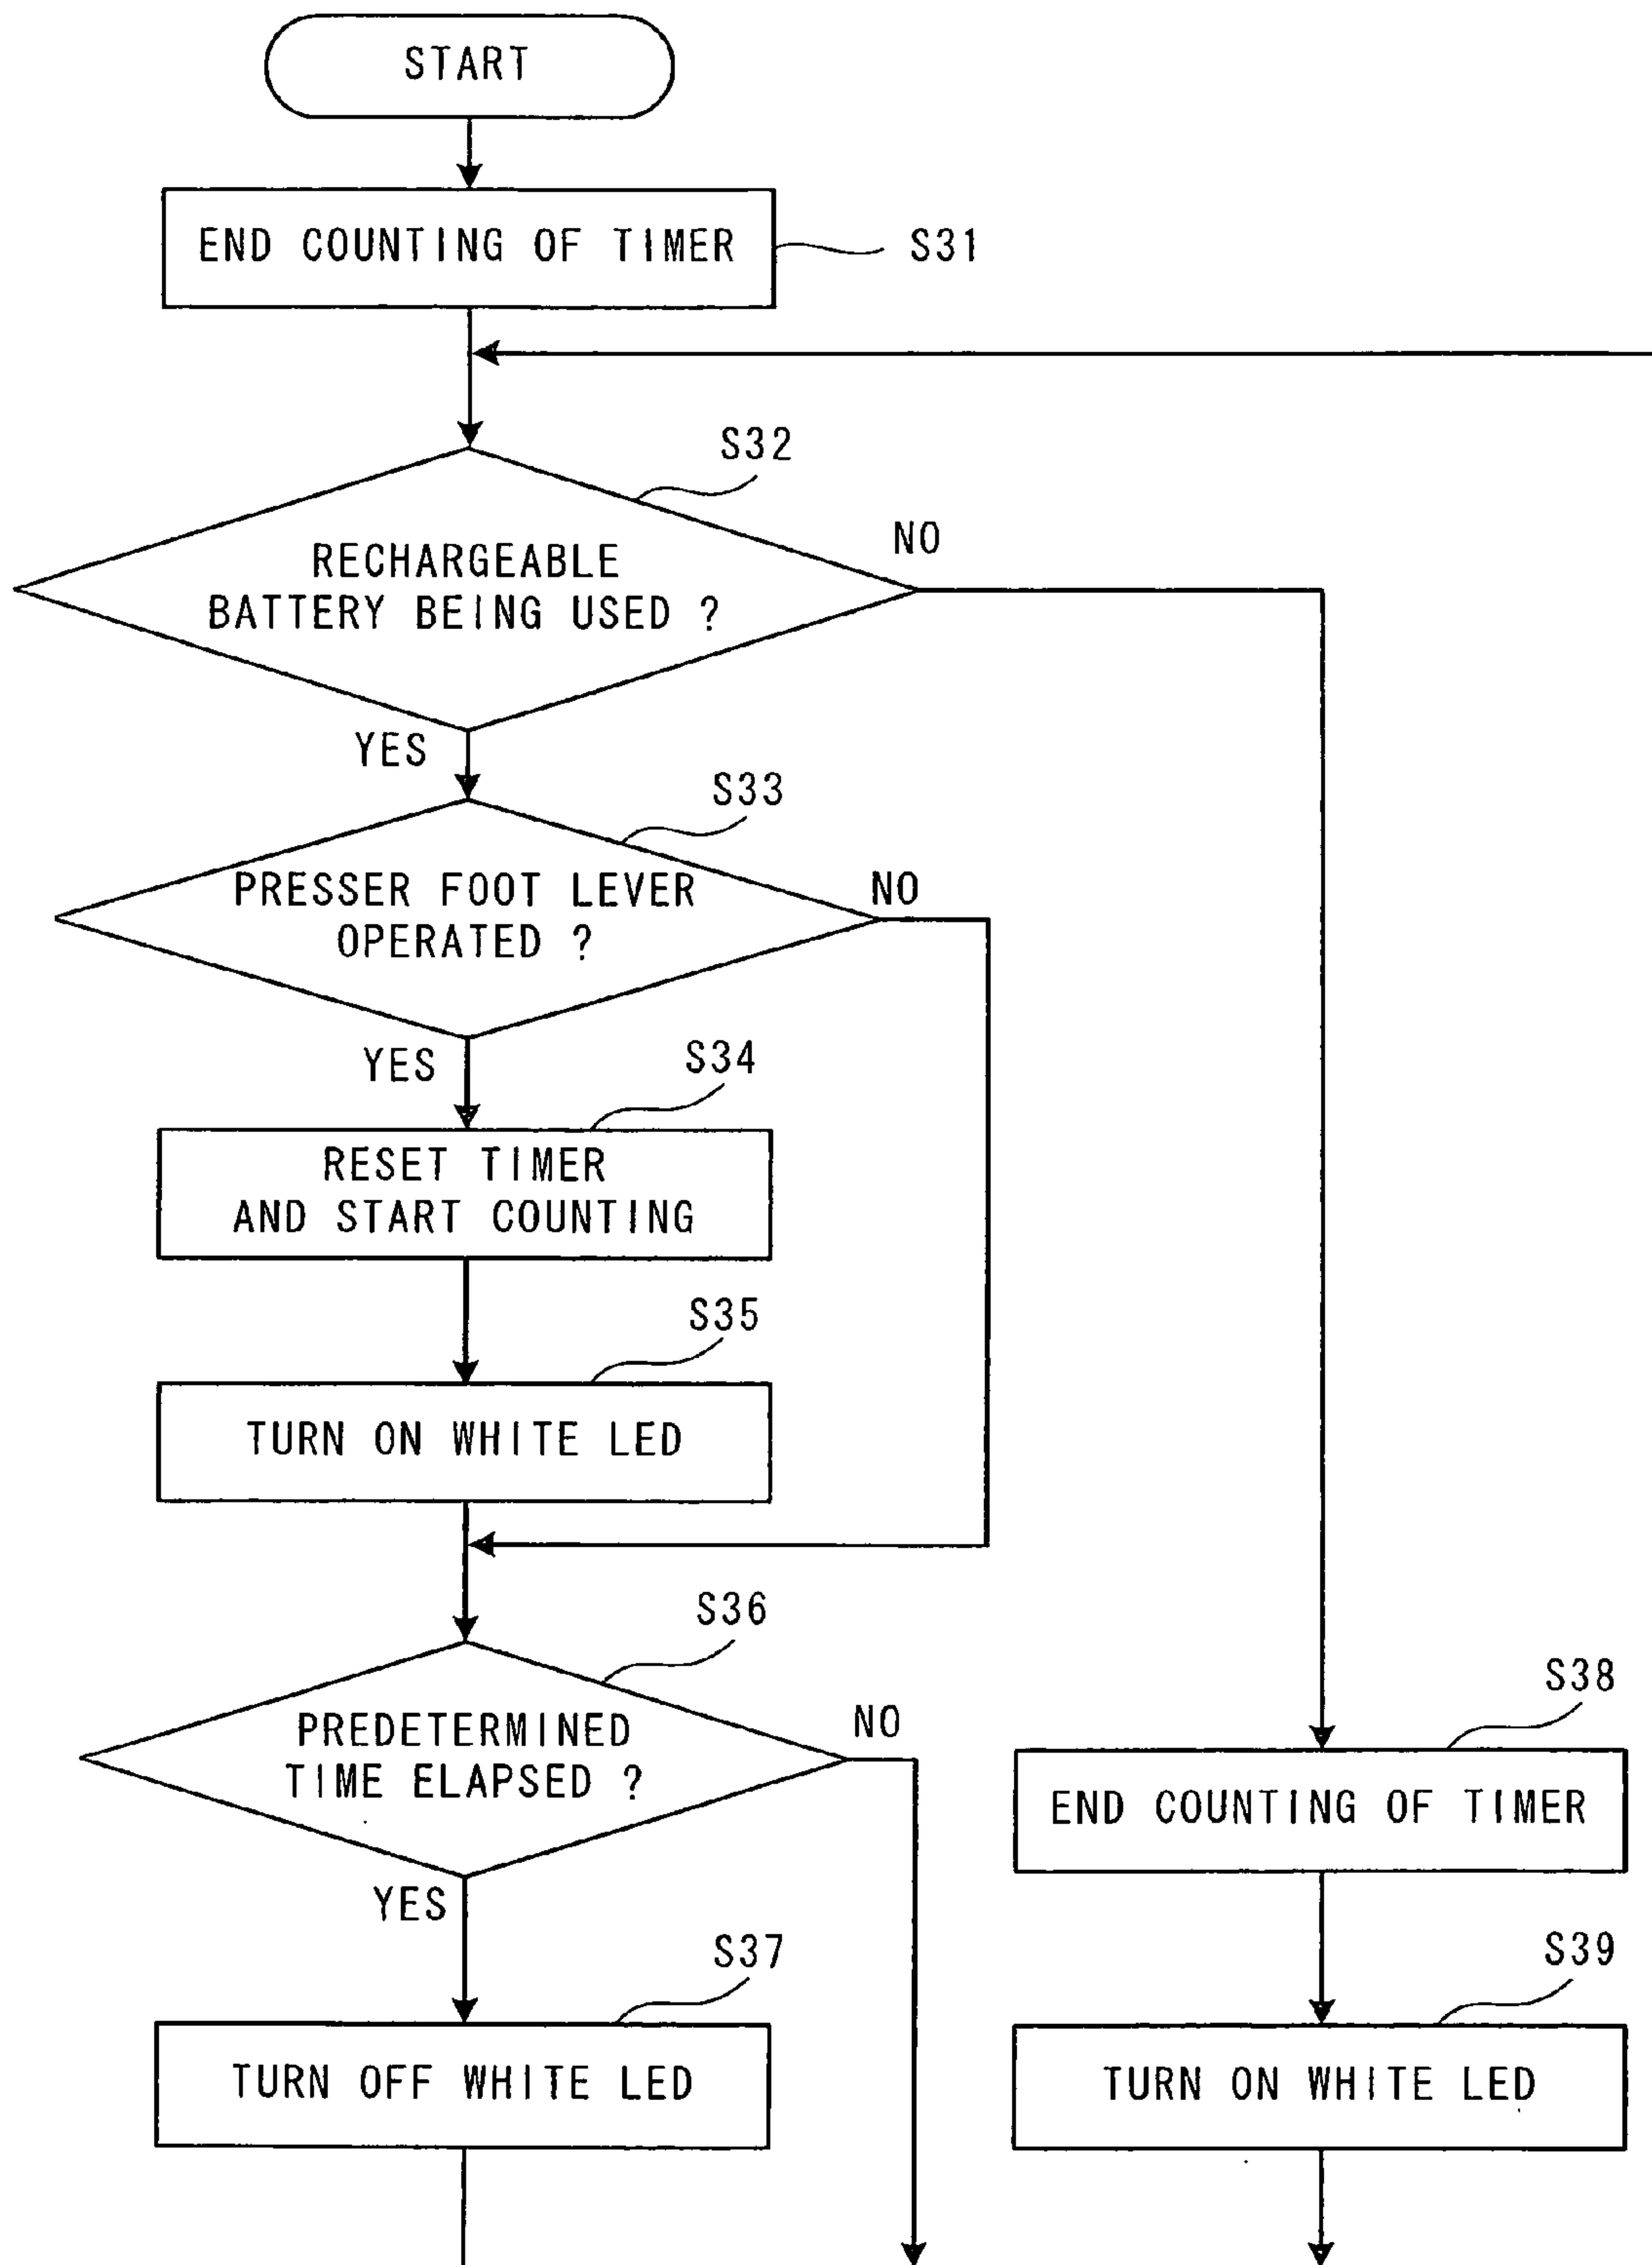 START
END COUNTING OF TIMER
S31
S32
RECHARGEABLE
BATTERY BEING USED ?
NO
YES
S33
PRESSER FOOT LEVER
OPERATED ?
NO
YES
S34
RESET TIMER
AND START COUNTING
S35
TURN ON WHITE LED
S36
PREDETERMINED
TIME ELAPSED ?
NO
YES
S37
TURN OFF WHITE LED
S38
END COUNTING OF TIMER
S39
TURN ON WHITE LED